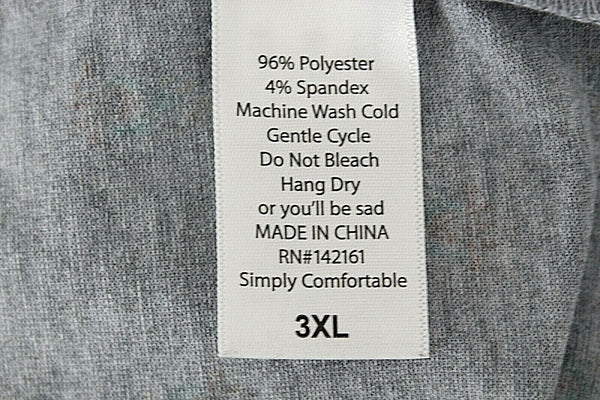 96% Polyester
4% Spandex
Machine Wash Cold
Gentle Cycle
Do Not Bleach
Hang Dry
or you'll be sad
MADE IN CHINA
RN#142161
Simply Comfortable
3XL